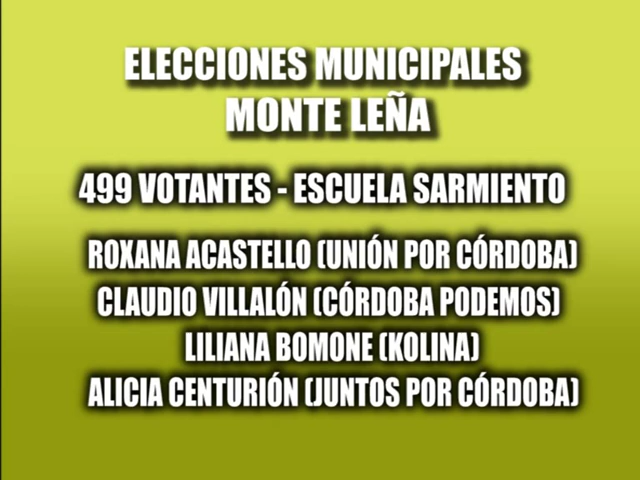 ELECCIONES MUNICIPALES
MONTE LEÑA
499 VOTANTES - ESCUELA SARMIENTO
ROXANA ACASTELLO (UNIÓN POR CÓRDOBA)
CLAUDIO VILLALÓN (CÓRDOBA PODEMOS)
LILIANA BOMONE (KOLINA)
ALICIA CENTURIÓN (JUNTOS POR CÓRDOBA)